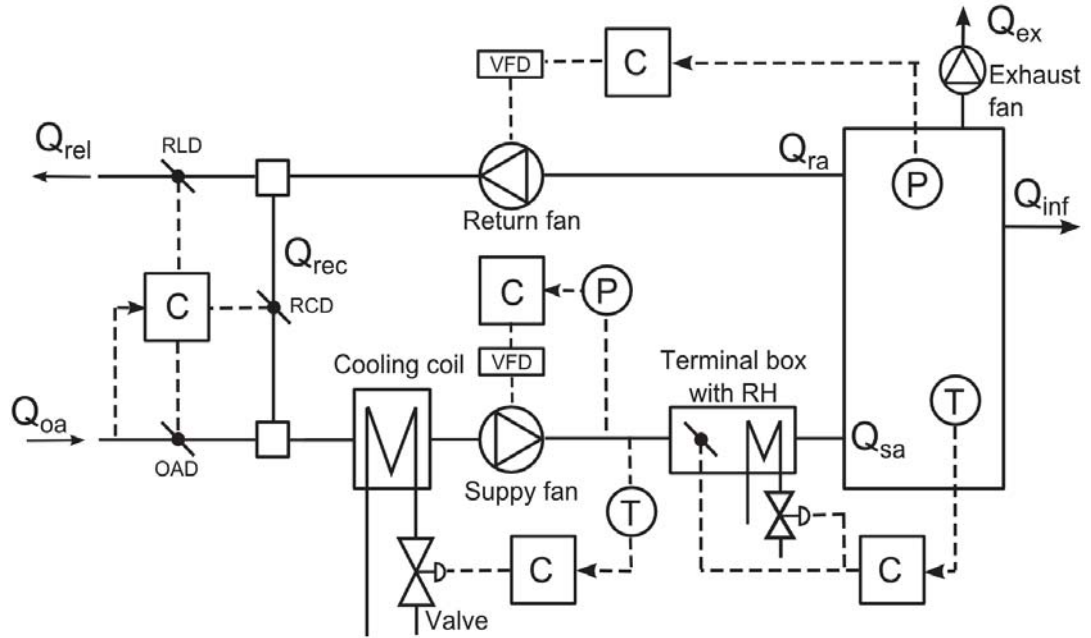 Qex
VFD
C
Exhaust
fan
Qrel
RLD
Qra
P
Qinf
Return fan
Qrec
C
RCD
C
P
Cooling coil
VFD
Terminal box
with RH
Qoa
OAD
Suppy fan
Qsa
T
T
C
C
Valve